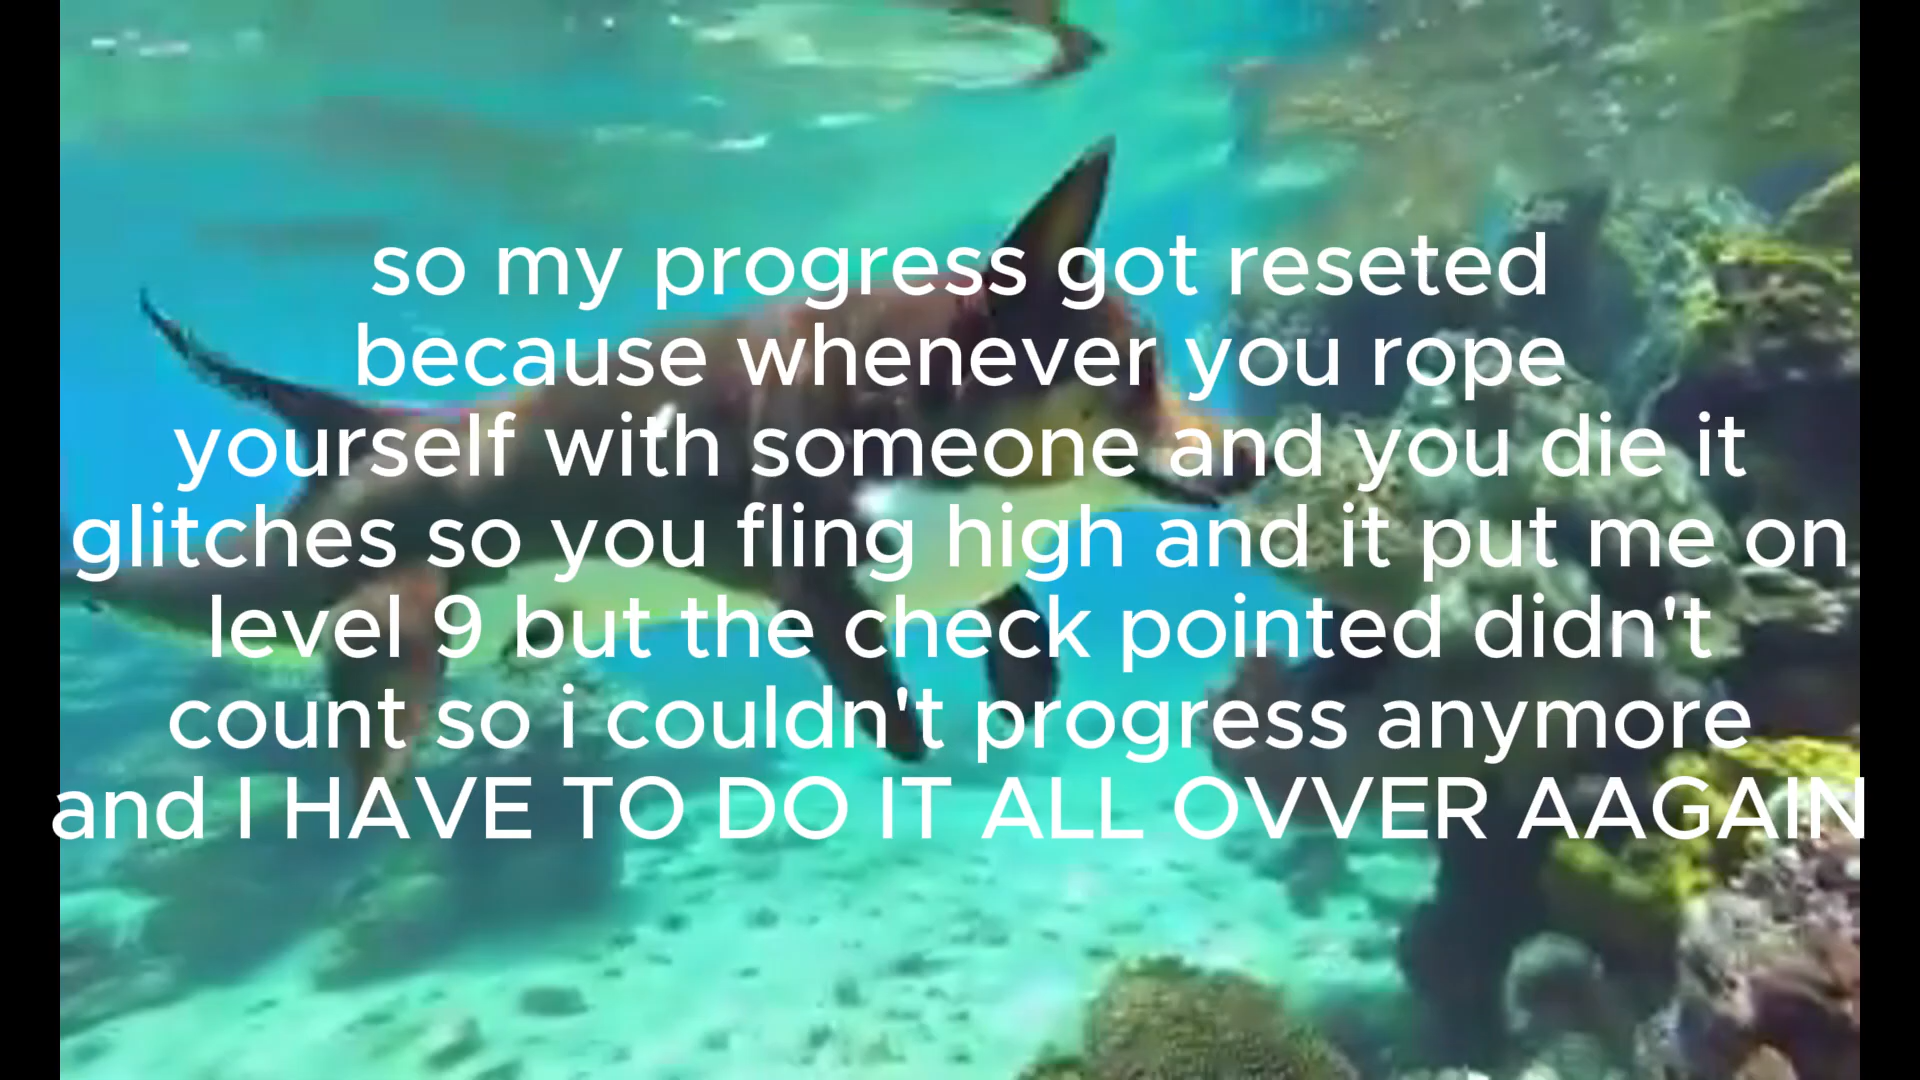 so my progress got reseted
because whenever you rope
yourself with someone and you die it
glitches so you fling high and it put me on
level 9 but the check pointed didn't
count so i couldn't progress anymore
and I HAVE TO DO IT ALL OVVER AAGAIN